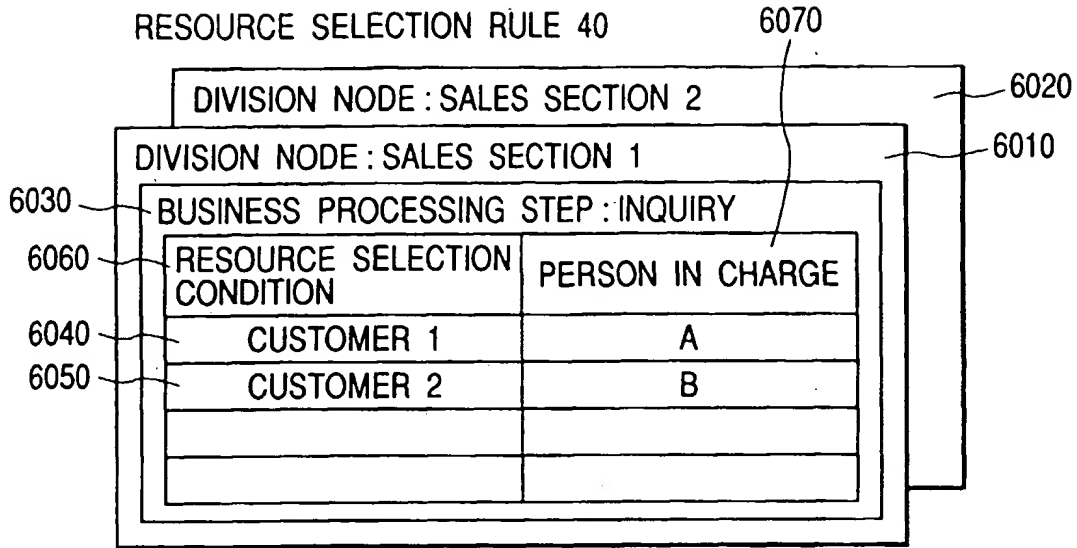 RESOURCE SELECTION RULE 40
6070
DIVISION NODE : SALES SECTION 2
6020
DIVISION NODE : SALES SECTION 1
6010
6030
BUSINESS PROCESSING STEP : INQUIRY
6060
RESOURCE SELECTION
CONDITION
PERSON IN CHARGE
6040
CUSTOMER 1
A
6050
CUSTOMER 2
B